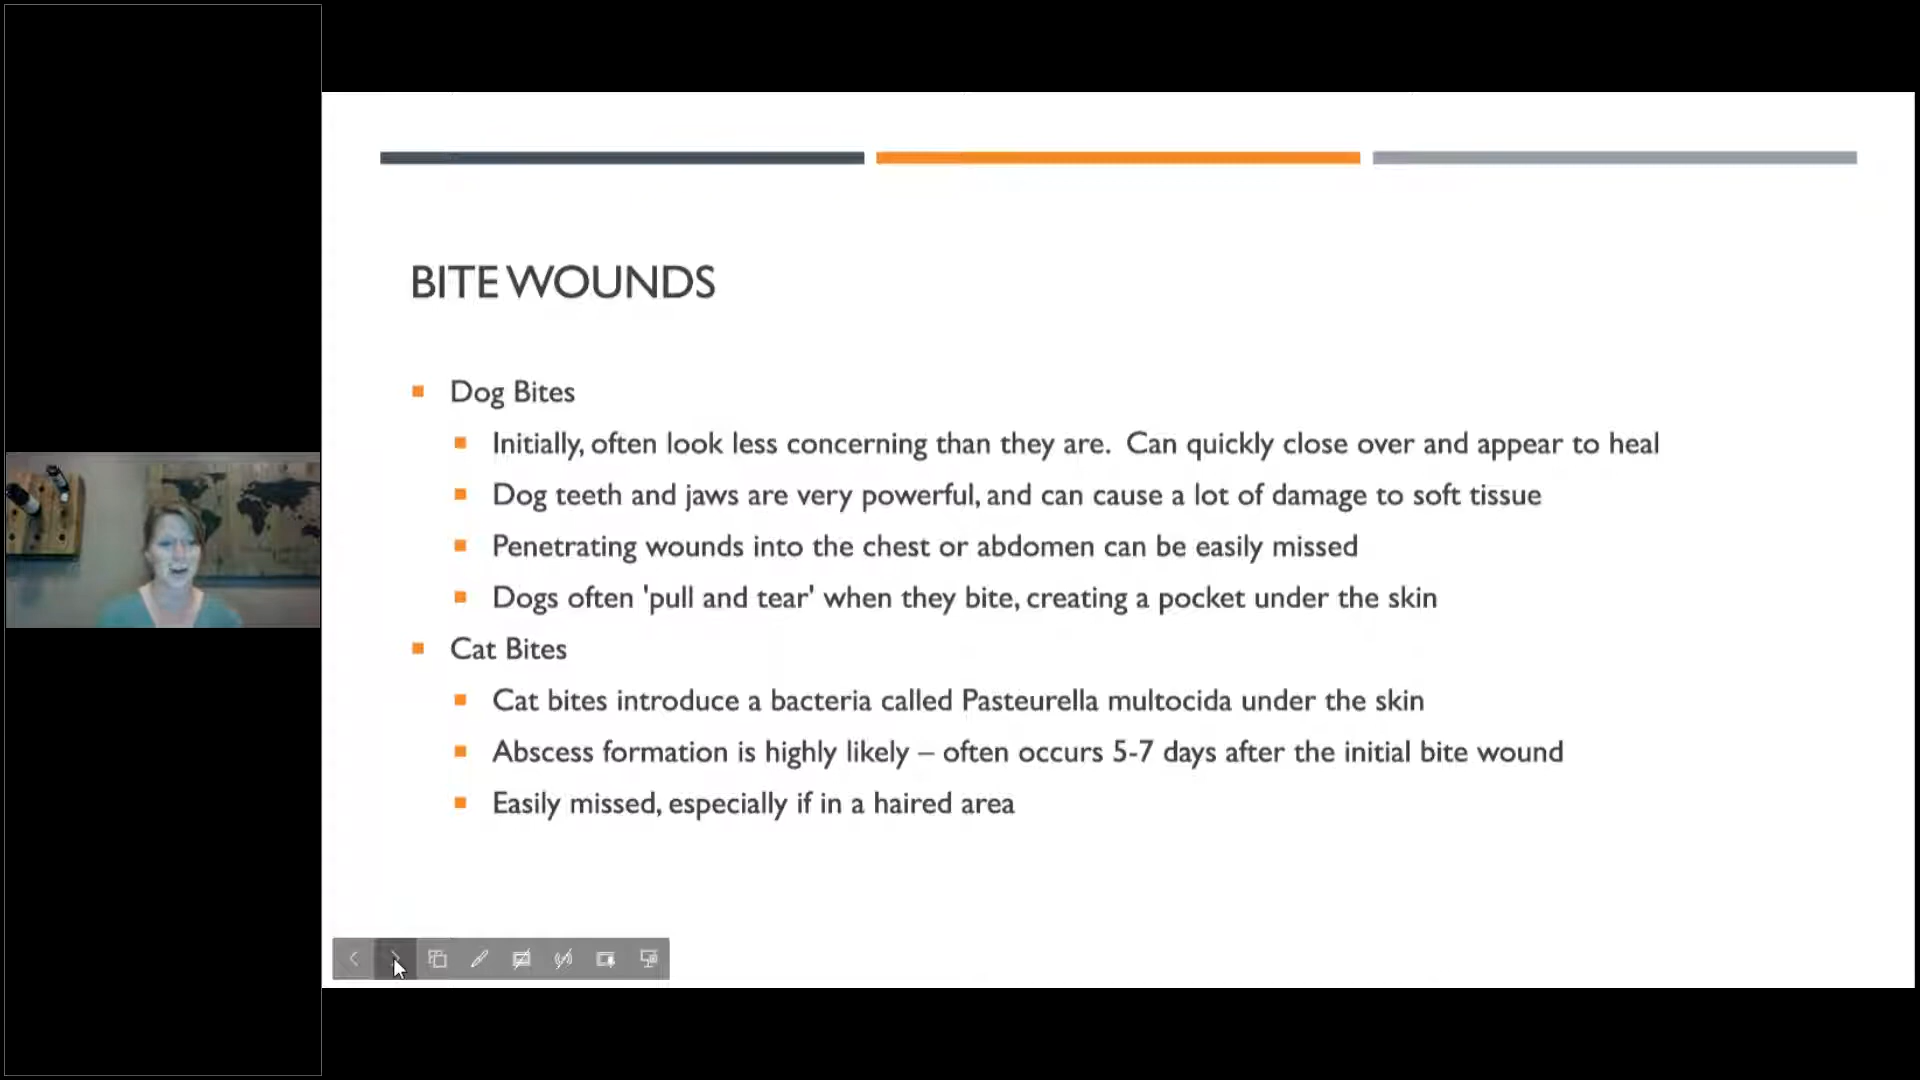 BITE WOUNDS
Dog Bites
Initially, often look less concerning than they are.  Can quickly close over and appear to heal
Dog teeth and jaws are very powerful, and can cause a lot of damage to soft tissue
Penetrating wounds into the chest or abdomen can be easily missed
Dogs often 'pull and tear' when they bite, creating a pocket under the skin
Cat Bites
Cat bites introduce a bacteria called Pasteurella multocida under the skin
Abscess formation is highly likely – often occurs 5-7 days after the initial bite wound
Easily missed, especially if in a haired area